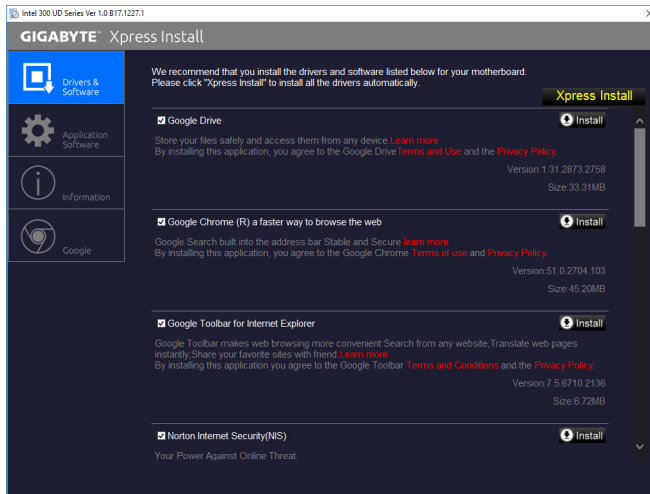 Intel 300 UD Series Ver 1.0 B17.1227.1
GIGABYTE™ Xpress Install
Drivers &
Software
Application
Software
Information
Google
We recommend that you install the drivers and software listed below for your motherboard.
Please click "Xpress Install" to install all the drivers automatically.
Xpress Install
Google Drive
Install
Store your files safely and access them from any device.Learn more
By installing this application, you agree to the Google DriveTerms and Use and the Privacy Policy.
Version:1.31.2873.2758
Size:33.31MB
Google Chrome (R) a faster way to browse the web
Install
Google Search built into the address bar Stable and Secure learn more
By installing this application, you agree to the Google Chrome Terms of use and Privacy Policy.
Version:51.0.2704.103
Size:45.20MB
Google Toolbar for Internet Explorer
Install
Google Toolbar makes web browsing more convenient.Search from any website;Translate web pages
instantly;Share your favorite sites with friend.Learn more
By installing this application you agree to the Google Toolbar Terms and Conditions and the Privacy Policy.
Version:7.5.6710.2136
Size:6.72MB
Norton Internet Security(NIS)
Install
Your Power Against Online Threat.